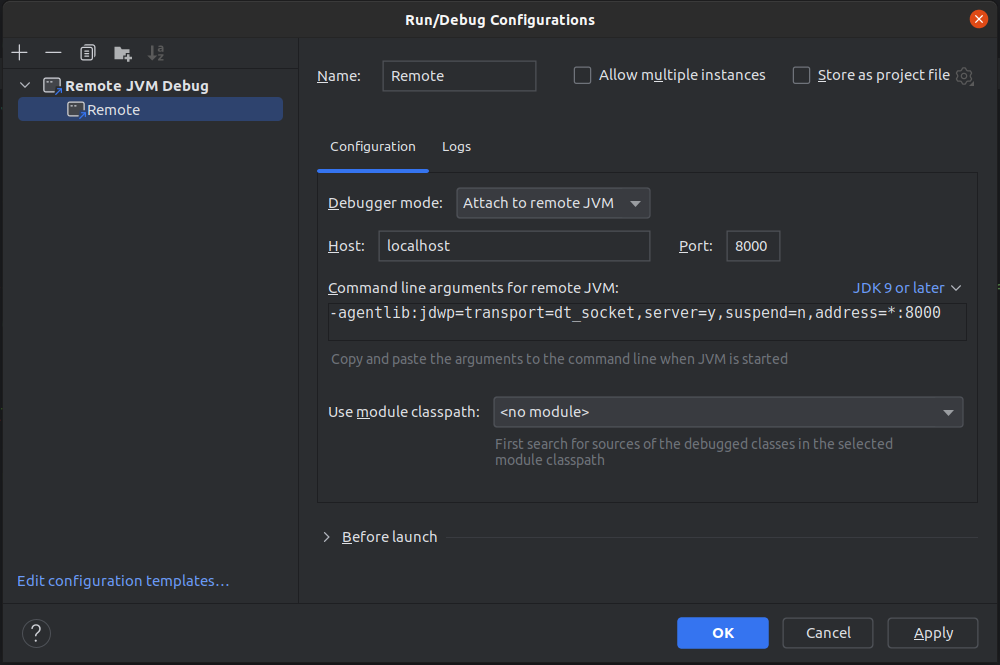 Run/Debug Configurations
Remote JVM Debug
Remote
Edit configuration templates...
Name: Remote Allow multiple instances Store as project file
Configuration Logs
Debugger mode: Attach to remote JVM
Host: localhost Port: 8000
Command line arguments for remote JVM: JDK 9 or later
-agentlib:jdwp=transport=dt_socket,server=y,suspend=n,address=*:8000
Copy and paste the arguments to the command line when JVM is started
Use module classpath: <no module>
First search for sources of the debugged classes in the selected
module classpath
Before launch
? OK Cancel Apply